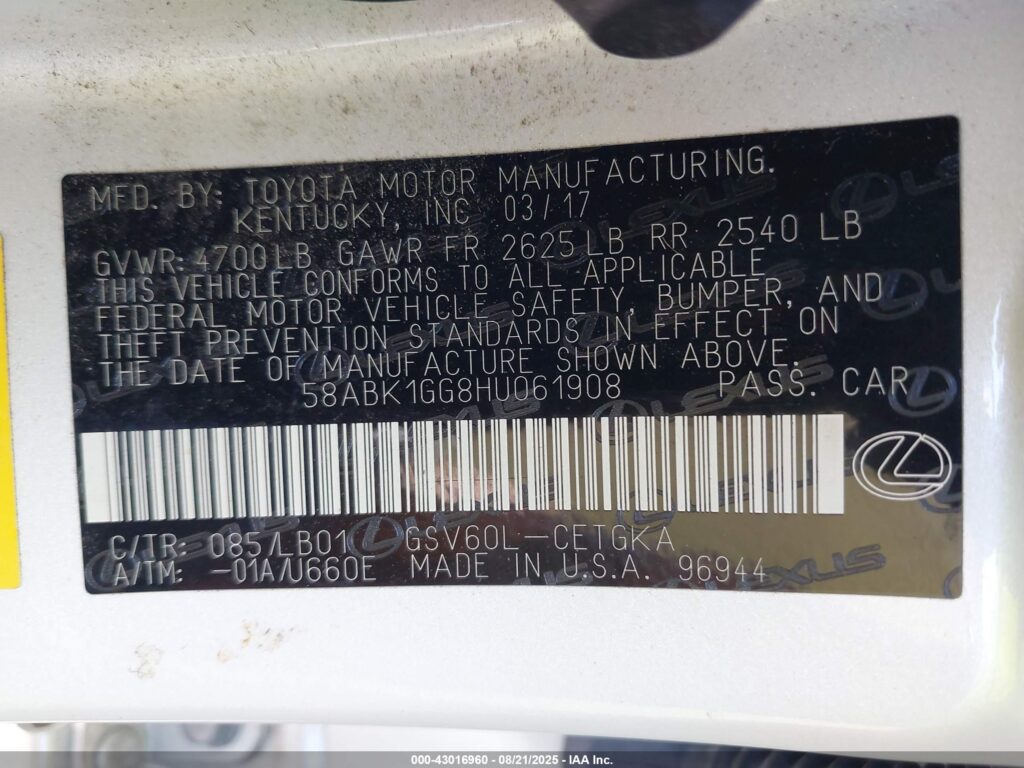 MFD. BY: TOYOTA MOTOR MANUFACTURING.
KENTUCKY, INC 03/17
GVWR: 4700LB GAWR FR 2625LB RR 2540 LB
THIS VEHICLE CONFORMS TO ALL APPLICABLE
FEDERAL MOTOR VEHICLE SAFETY, BUMPER, AND
THEFT PREVENTION STANDARDS IN EFFECT ON
THE DATE OF MANUFACTURE SHOWN ABOVE.
58ABK1GG8HU061908 PASS. CAR
C/TR: 085/LB01 GSV60L-CETGKA
A/TM: -01A/U660E MADE IN U.S.A. 96944
000-43016960 - 08/21/2025 - IAA Inc.